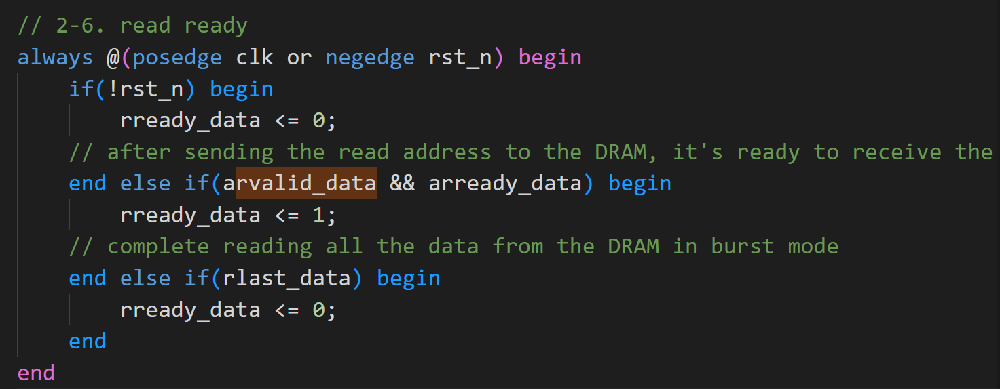 // 2-6. read ready
always @(posedge clk or negedge rst_n) begin
    if(!rst_n) begin
        rready_data <= 0;
    // after sending the read address to the DRAM, it's ready to receive the
    end else if(arvalid_data && arready_data) begin
        rready_data <= 1;
    // complete reading all the data from the DRAM in burst mode
    end else if(rlast_data) begin
        rready_data <= 0;
    end
end